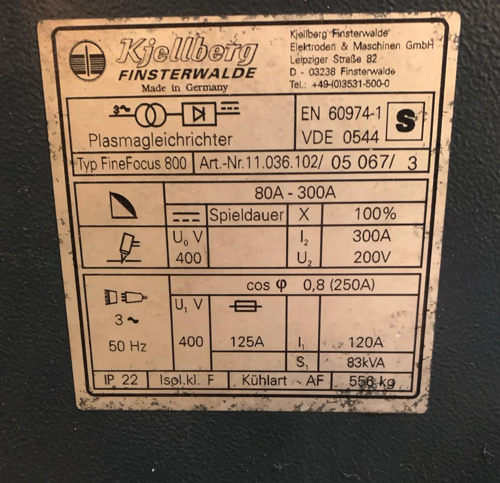 Kjellberg
FINSTERWALDE
Made in Germany
Kjellberg Finsterwalde
Elektroden & Maschinen GmbH
Leipziger Straße 82
D - 03238 Finsterwalde
Tel.: +49-(0)3531-500-0
3~
Plasmagleichrichter
EN 60974-1
VDE 0544
S
Typ FineFocus 800 Art.-Nr.11.036.102/ 05 067/ 3
80A - 300A
Spieldauer X 100%
U₀ V I₂ 300A
400 U₂ 200V
cos φ 0,8 (250A)
U₁ V
3~
50 Hz 400 125A I₁ 120A
S₁ 83kVA
IP 22 Isol.kl. F Kühlart AF 556 kg